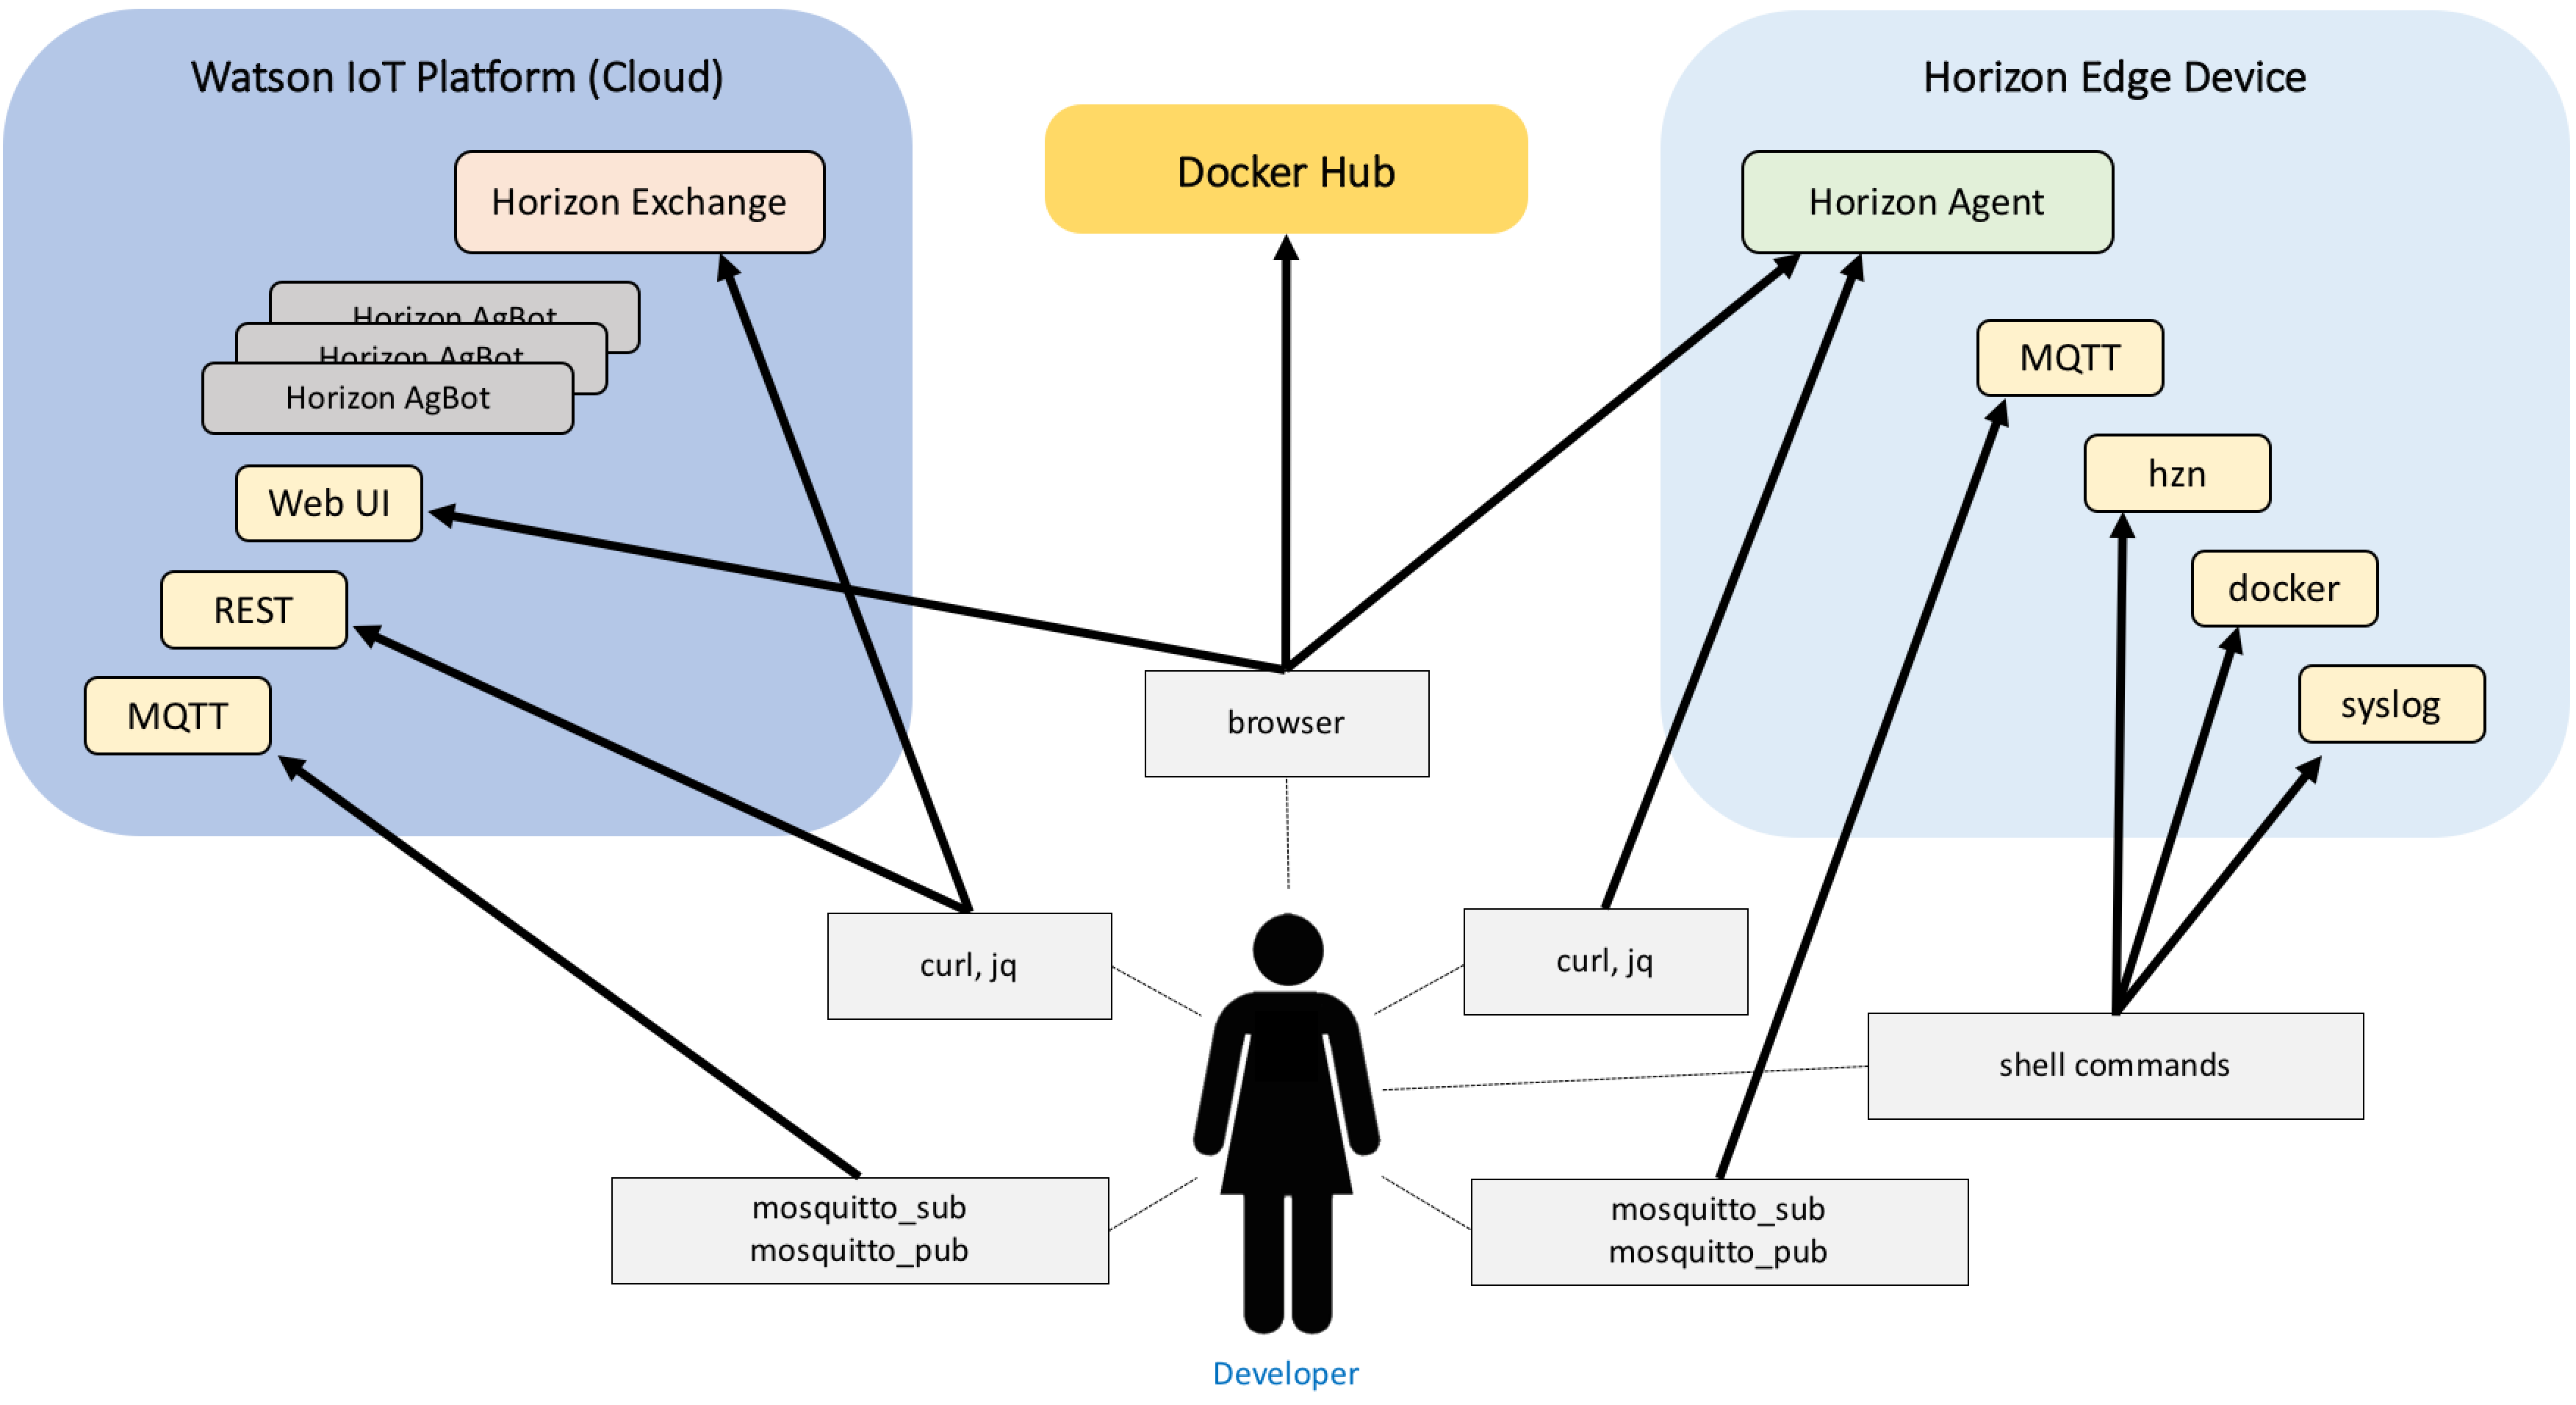 Watson IoT Platform (Cloud)
Horizon Exchange
Horizon AgBot
Horizon AgBot
Horizon AgBot
Web UI
REST
MQTT
Docker Hub
Horizon Edge Device
Horizon Agent
MQTT
hzn
docker
syslog
browser
curl, jq
curl, jq
shell commands
mosquitto_sub
mosquitto_pub
mosquitto_sub
mosquitto_pub
Developer